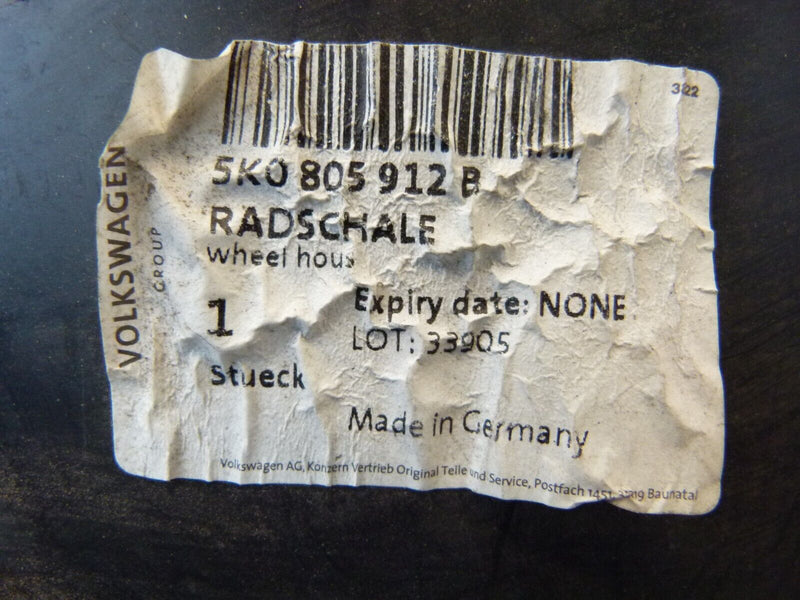 322
5K0 805 912 B
RADSCHALE
wheel hous
1
Expiry date: NONE
LOT: 33905
Stueck
Made in Germany
Volkswagen AG, Konzern Vertrieb Original Teile und Service, Postfach 1451, Baunatal
VOLKSWAGEN
GROUP